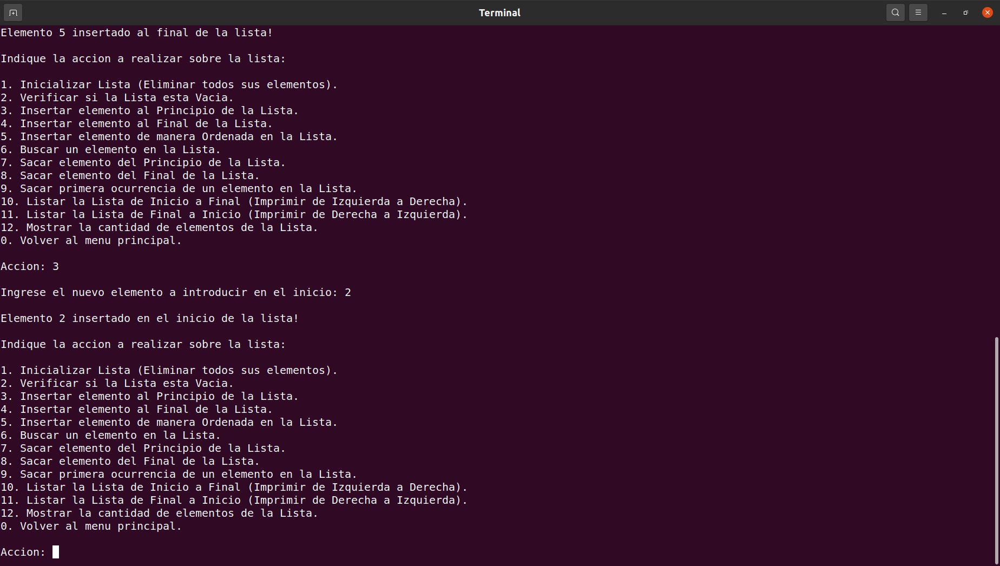 Terminal
Elemento 5 insertado al final de la lista!
Indique la accion a realizar sobre la lista:
1. Inicializar Lista (Eliminar todos sus elementos).
2. Verificar si la Lista esta Vacia.
3. Insertar elemento al Principio de la Lista.
4. Insertar elemento al Final de la Lista.
5. Insertar elemento de manera Ordenada en la Lista.
6. Buscar un elemento en la Lista.
7. Sacar elemento del Principio de la Lista.
8. Sacar elemento del Final de la Lista.
9. Sacar primera ocurrencia de un elemento en la Lista.
10. Listar la Lista de Inicio a Final (Imprimir de Izquierda a Derecha).
11. Listar la Lista de Final a Inicio (Imprimir de Derecha a Izquierda).
12. Mostrar la cantidad de elementos de la Lista.
0. Volver al menu principal.
Accion: 3
Ingrese el nuevo elemento a introducir en el inicio: 2
Elemento 2 insertado en el inicio de la lista!
Indique la accion a realizar sobre la lista:
1. Inicializar Lista (Eliminar todos sus elementos).
2. Verificar si la Lista esta Vacia.
3. Insertar elemento al Principio de la Lista.
4. Insertar elemento al Final de la Lista.
5. Insertar elemento de manera Ordenada en la Lista.
6. Buscar un elemento en la Lista.
7. Sacar elemento del Principio de la Lista.
8. Sacar elemento del Final de la Lista.
9. Sacar primera ocurrencia de un elemento en la Lista.
10. Listar la Lista de Inicio a Final (Imprimir de Izquierda a Derecha).
11. Listar la Lista de Final a Inicio (Imprimir de Derecha a Izquierda).
12. Mostrar la cantidad de elementos de la Lista.
0. Volver al menu principal.
Accion: